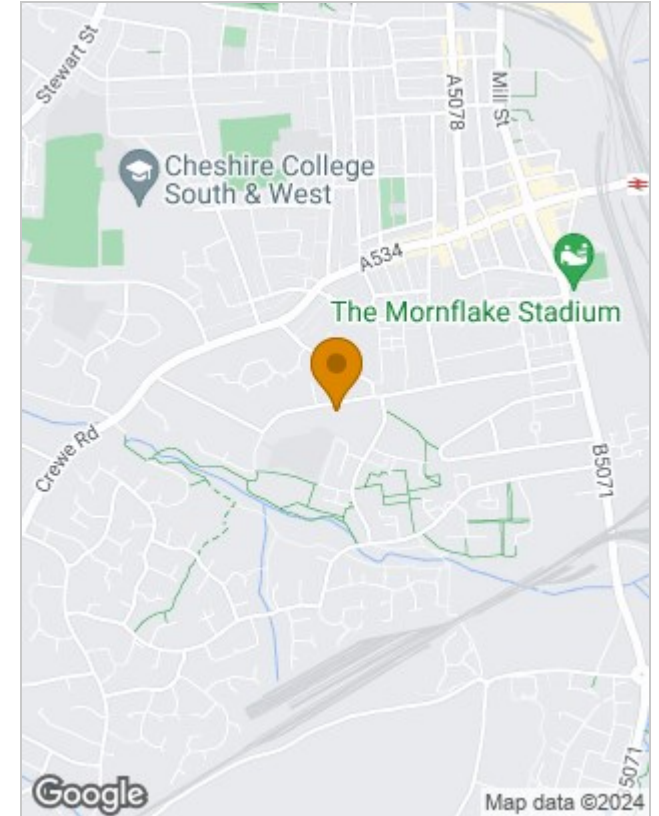 Stewart St
A5078
Mill St
Cheshire College
South & West
A534
The Mornflake Stadium
Crewe Rd
B5071
B5071
Google
Map data ©2024